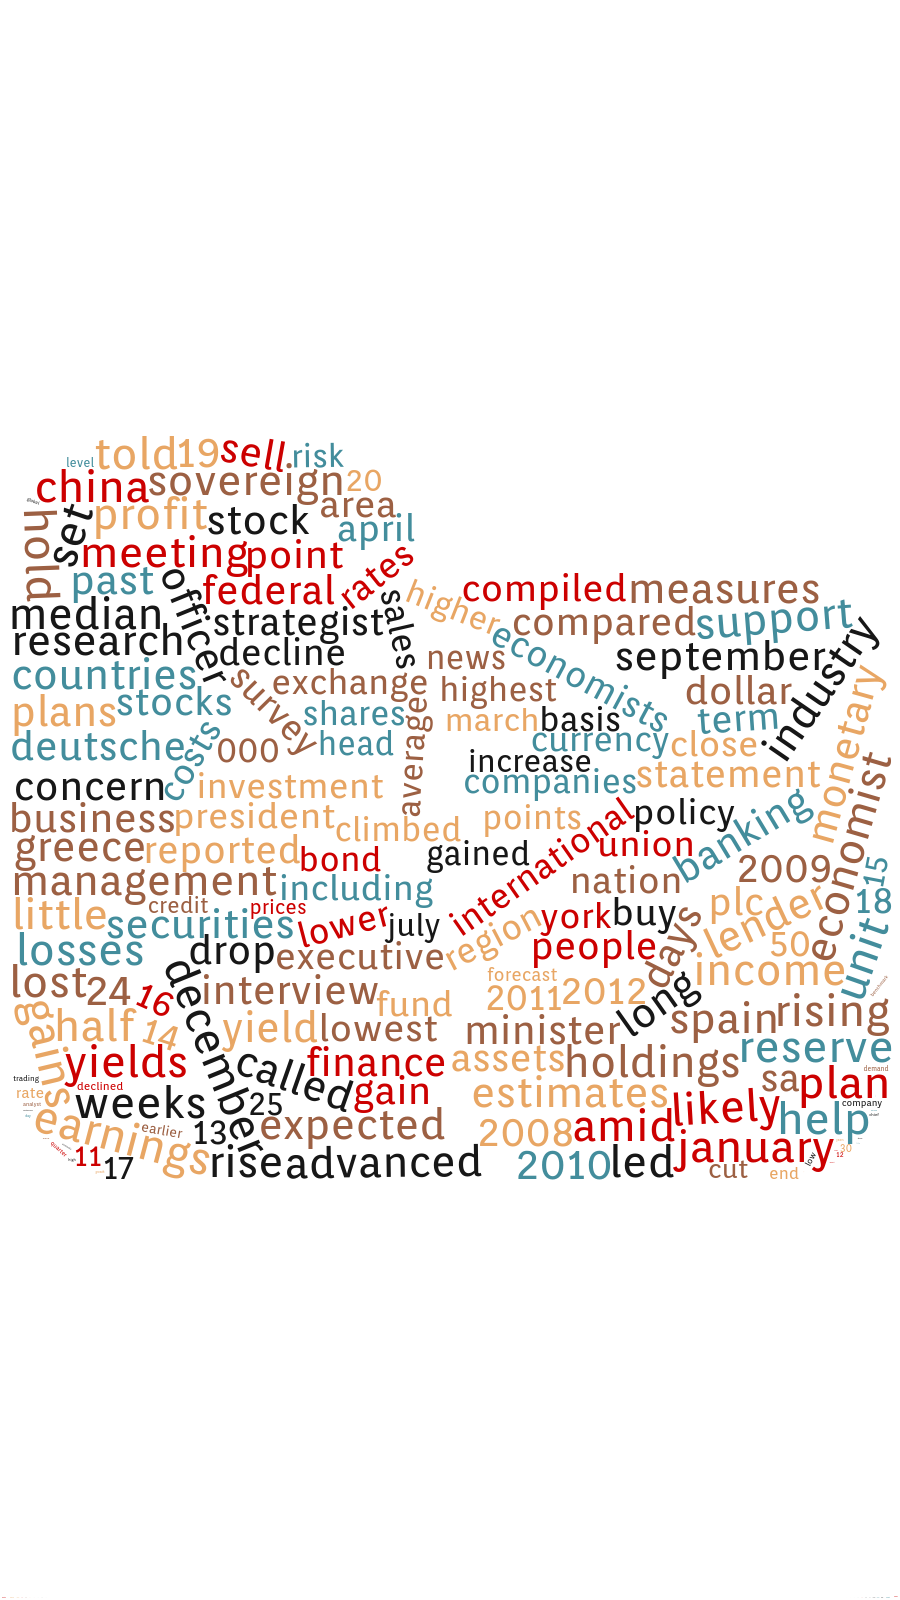 level told 19 sell risk
china sovereign 20
hold set profit stock area april
meeting point
past office federal rates
median strategist sales higher compiled measures
research decline compared support
countries survey exchange news economists september industry
plans stocks shares highest dollar monetary
deutsche costs 000 head average march basis term
currency close
concern investment increase companies statement
business president climbed points policy banking economist
greece reported bond gained international union
management including nation 2009 15
little credit prices plc lender 18
securities lower july york buy days 50 unit
losses drop executive region people
lost 24 16 december interview fund forecast 2011 2012 long income
gains half 14 yield lowest minister spain rising
yields called finance assets holdings reserve
trading declined demand
rate weeks 25 gain estimates sa plan
analyst company
earnings earlier 13 expected 2008 amid likely help
quarter 11 17 rise advanced 2010 led january cut end low 12 30